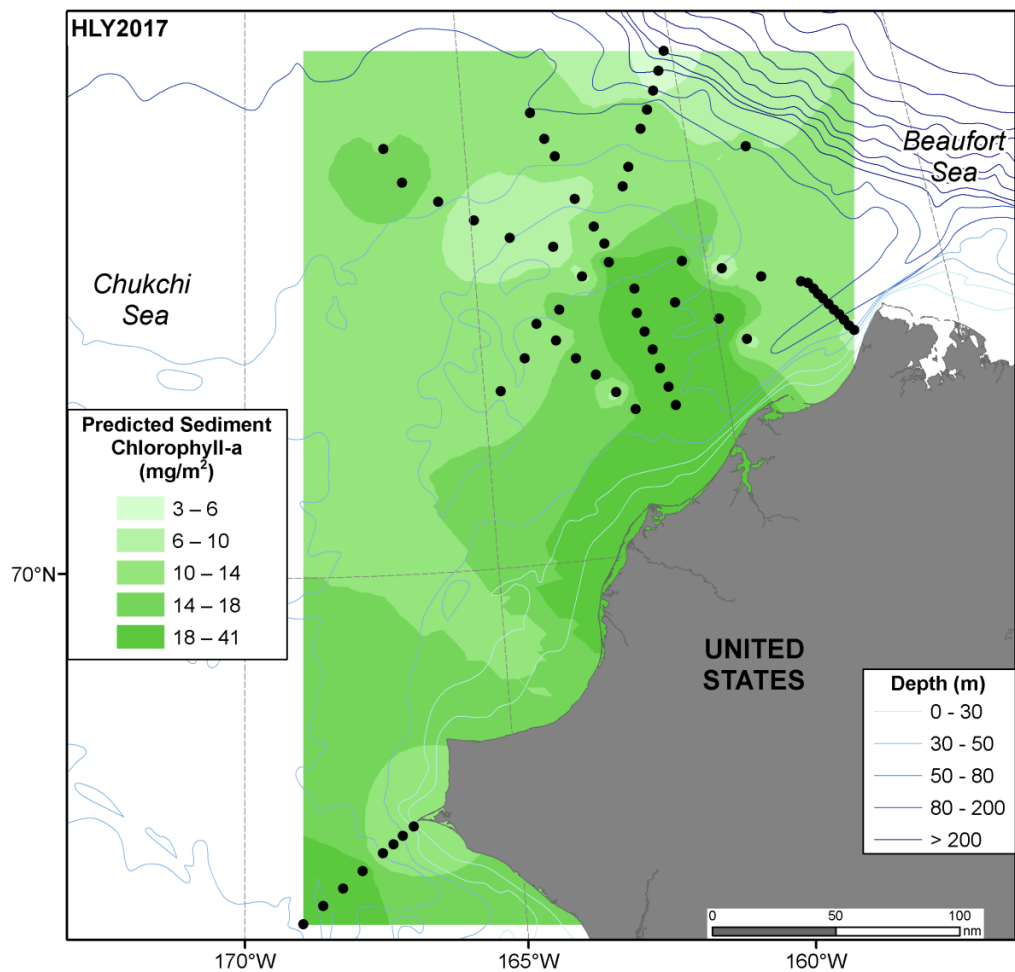 HLY2017
Beaufort
Sea
Chukchi
Sea
Predicted Sediment
Chlorophyll-a
(mg/m²)
3 – 6
6 – 10
10 – 14
14 – 18
18 – 41
70°N
UNITED
STATES
Depth (m)
0 - 30
30 - 50
50 - 80
80 - 200
> 200
0 50 100
nm
170°W 165°W 160°W